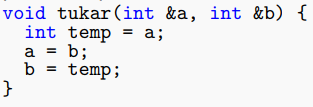 void tukar(int &a, int &b) {
  int temp = a;
  a = b;
  b = temp;
}